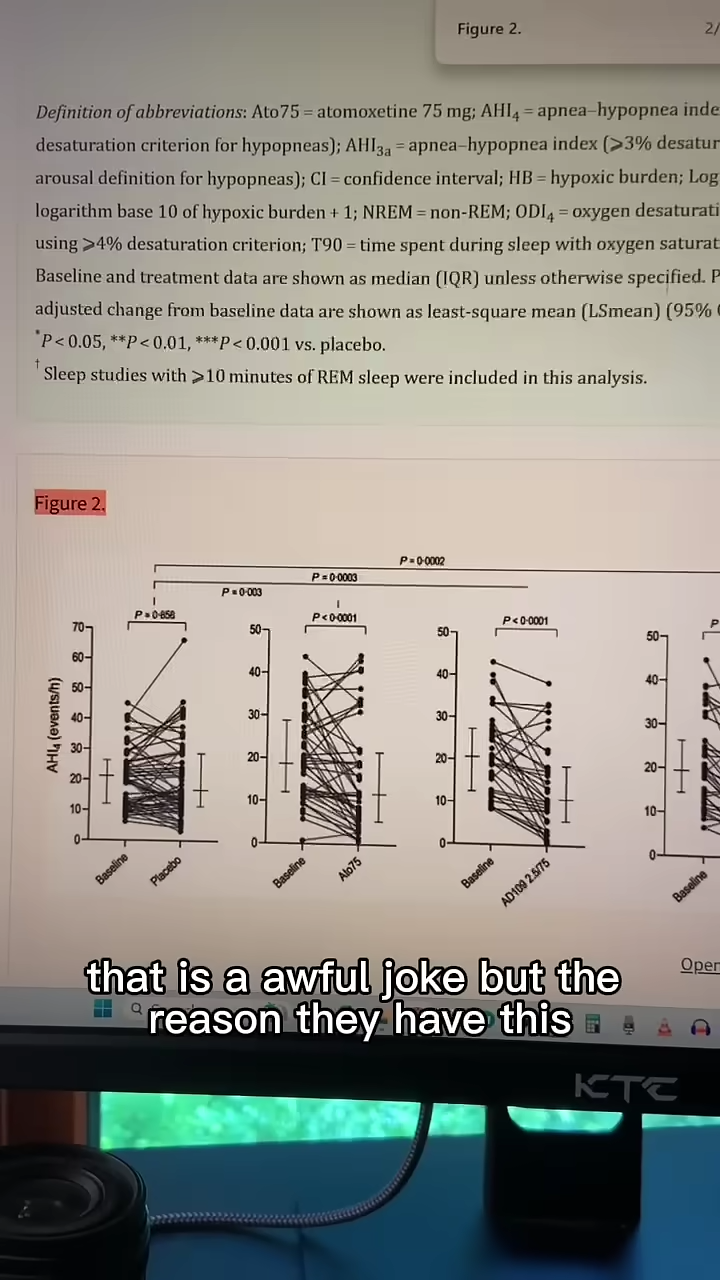 Figure 2.
2/
Definition of abbreviations: Ato75 = atomoxetine 75 mg; AHI4 = apnea–hypopnea inde
desaturation criterion for hypopneas); AHI3a = apnea–hypopnea index (⩾3% desatur
arousal definition for hypopneas); CI = confidence interval; HB = hypoxic burden; Log
logarithm base 10 of hypoxic burden + 1; NREM = non-REM; ODI4 = oxygen desaturati
using ⩾4% desaturation criterion; T90 = time spent during sleep with oxygen saturat
Baseline and treatment data are shown as median (IQR) unless otherwise specified. P
adjusted change from baseline data are shown as least-square mean (LSmean) (95%
*P < 0.05, **P < 0.01, ***P < 0.001 vs. placebo.
† Sleep studies with ⩾10 minutes of REM sleep were included in this analysis.
Figure 2.
P = 0·0002
P = 0·0003
P = 0·003
P = 0·656
P < 0·0001
P < 0·0001
P
AHI4 (events/h)
70
60
50
40
30
20
10
0
Baseline
Placebo
50
40
30
20
10
0
Baseline
Ato75
50
40
30
20
10
0
Baseline
AD109 2.5/75
50
40
30
20
10
0
Baseline
Oper
that is a awful joke but the
reason they have this
KTC